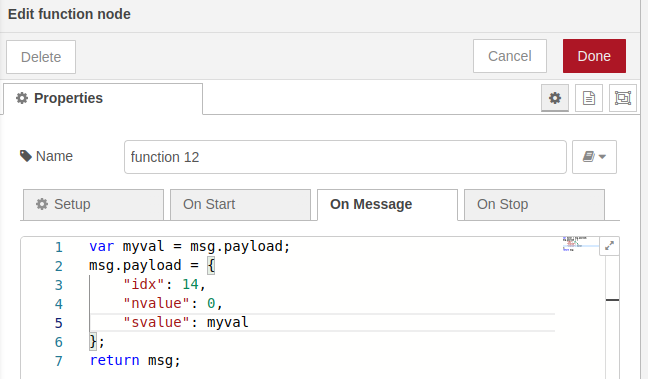 Edit function node
Delete
Cancel
Done
Properties
Name
function 12
Setup
On Start
On Message
On Stop
1 var myval = msg.payload;
2 msg.payload = {
3 "idx": 14,
4 "nvalue": 0,
5 "svalue": myval
6 };
7 return msg;